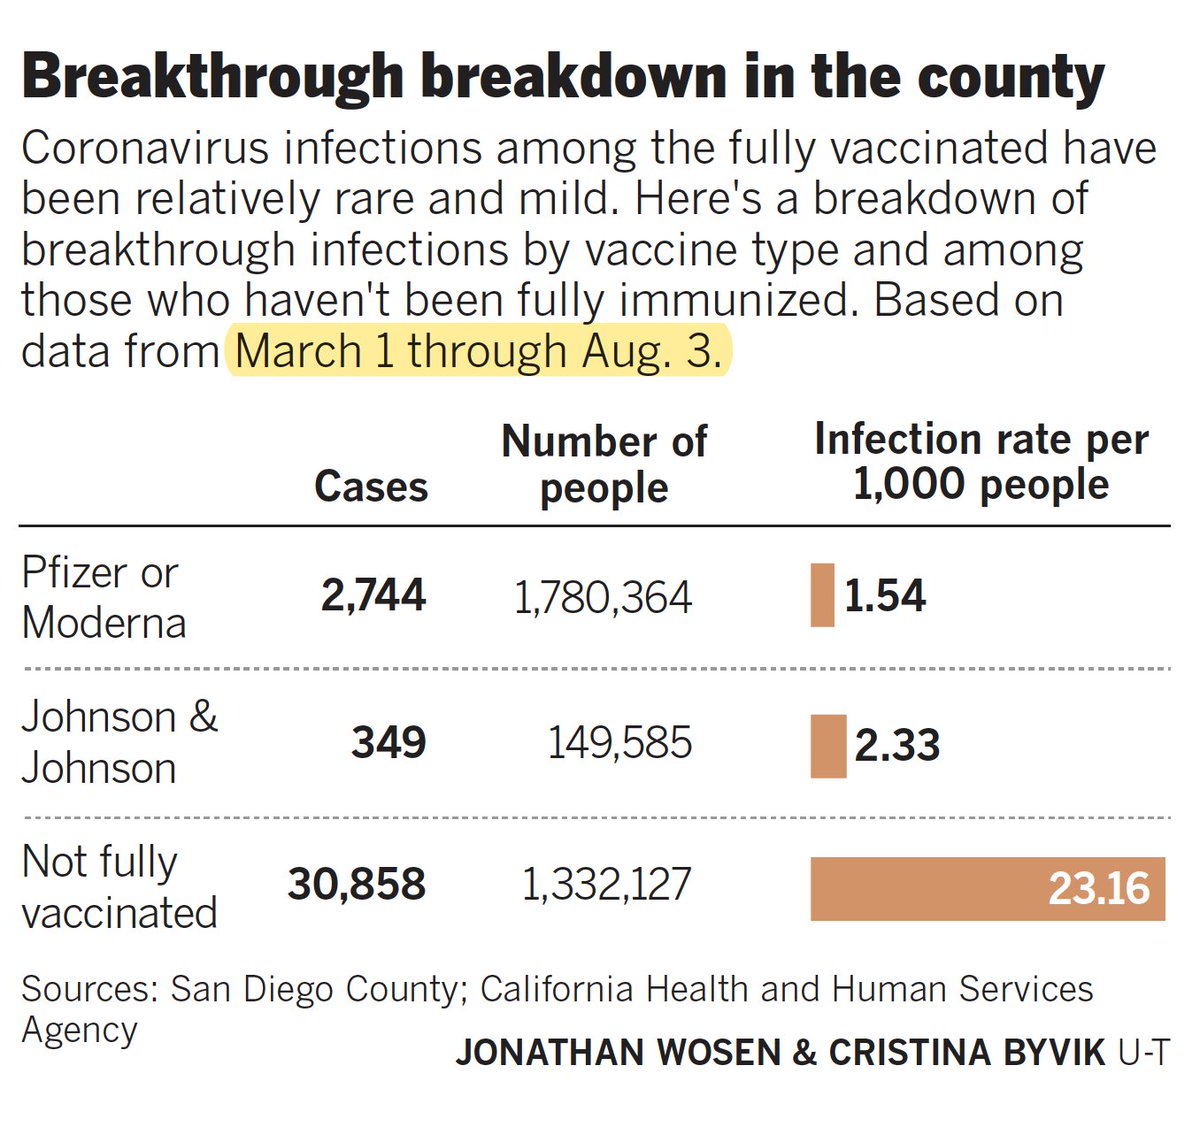 Breakthrough breakdown in the county
Coronavirus infections among the fully vaccinated have
been relatively rare and mild. Here's a breakdown of
breakthrough infections by vaccine type and among
those who haven't been fully immunized. Based on
data from March 1 through Aug. 3.
Cases
Number of
people
Infection rate per
1,000 people
Pfizer or
Moderna
2,744
1,780,364
1.54
Johnson &
Johnson
349
149,585
2.33
Not fully
vaccinated
30,858
1,332,127
23.16
Sources: San Diego County; California Health and Human Services
Agency
JONATHAN WOSEN & CRISTINA BYVIK U-T